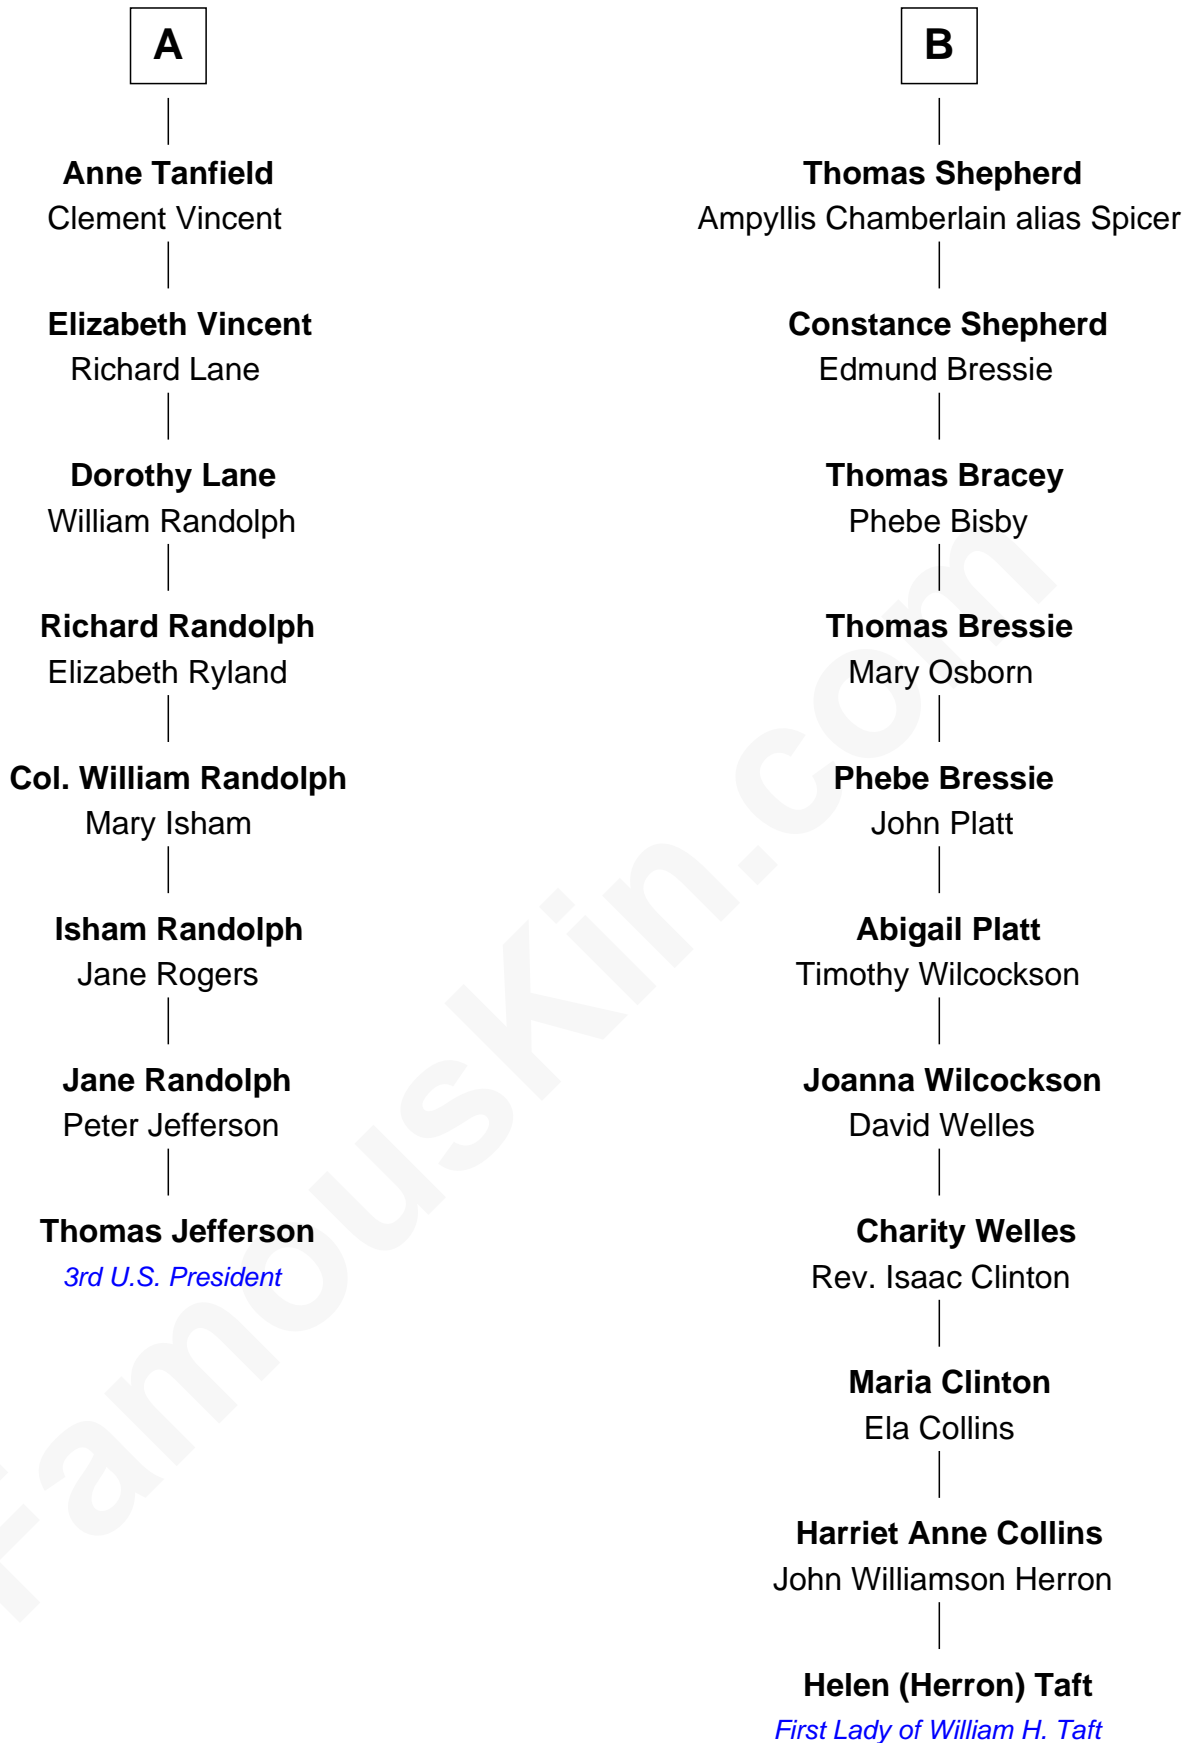 A
Anne Tanfield
Clement Vincent
Elizabeth Vincent
Richard Lane
Dorothy Lane
William Randolph
Richard Randolph
Elizabeth Ryland
Col. William Randolph
Mary Isham
Isham Randolph
Jane Rogers
Jane Randolph
Peter Jefferson
Thomas Jefferson
3rd U.S. President
B
Thomas Shepherd
Ampyllis Chamberlain alias Spicer
Constance Shepherd
Edmund Bressie
Thomas Bracey
Phebe Bisby
Thomas Bressie
Mary Osborn
Phebe Bressie
John Platt
Abigail Platt
Timothy Wilcockson
Joanna Wilcockson
David Welles
Charity Welles
Rev. Isaac Clinton
Maria Clinton
Ela Collins
Harriet Anne Collins
John Williamson Herron
Helen (Herron) Taft
First Lady of William H. Taft
FamousKin.com